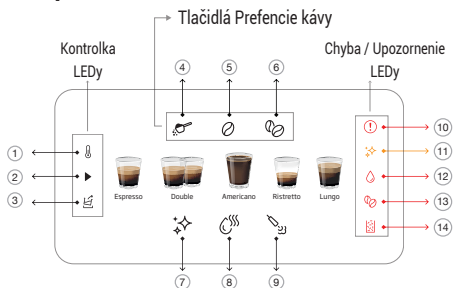 Tlačidlá Prefencie kávy
Kontrolka
LEDy
Chyba / Upozornenie
LEDy
4 5 6
1
2
3
10
11
12
13
14
Espresso Double Americano Ristretto Lungo
7 8 9